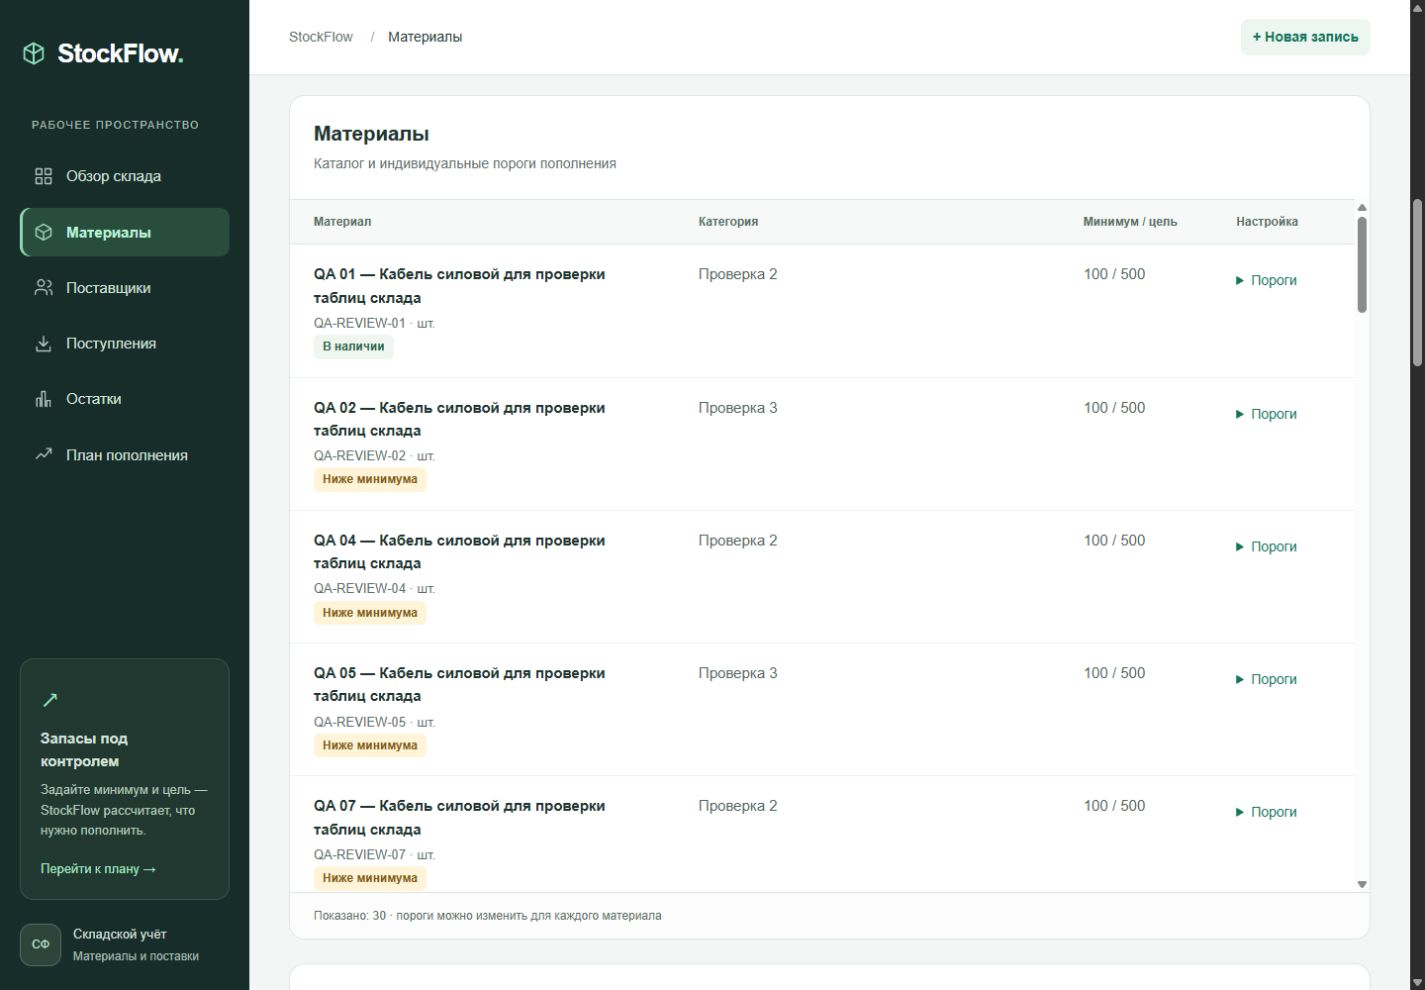 StockFlow.
РАБОЧЕЕ ПРОСТРАНСТВО
Обзор склада
Материалы
Поставщики
Поступления
Остатки
План пополнения
↗
Запасы под
контролем
Задайте минимум и цель —
StockFlow рассчитает, что
нужно пополнить.
Перейти к плану →
СФ
Складской учёт
Материалы и поставки
StockFlow / Материалы
+ Новая запись
Материалы
Каталог и индивидуальные пороги пополнения
Материал Категория Минимум / цель Настройка
QA 01 — Кабель силовой для проверки
таблиц склада
QA-REVIEW-01 · шт.
В наличии
Проверка 2
100 / 500
▶ Пороги
QA 02 — Кабель силовой для проверки
таблиц склада
QA-REVIEW-02 · шт.
Ниже минимума
Проверка 3
100 / 500
▶ Пороги
QA 04 — Кабель силовой для проверки
таблиц склада
QA-REVIEW-04 · шт.
Ниже минимума
Проверка 2
100 / 500
▶ Пороги
QA 05 — Кабель силовой для проверки
таблиц склада
QA-REVIEW-05 · шт.
Ниже минимума
Проверка 3
100 / 500
▶ Пороги
QA 07 — Кабель силовой для проверки
таблиц склада
QA-REVIEW-07 · шт.
Ниже минимума
Проверка 2
100 / 500
▶ Пороги
Показано: 30 · пороги можно изменить для каждого материала